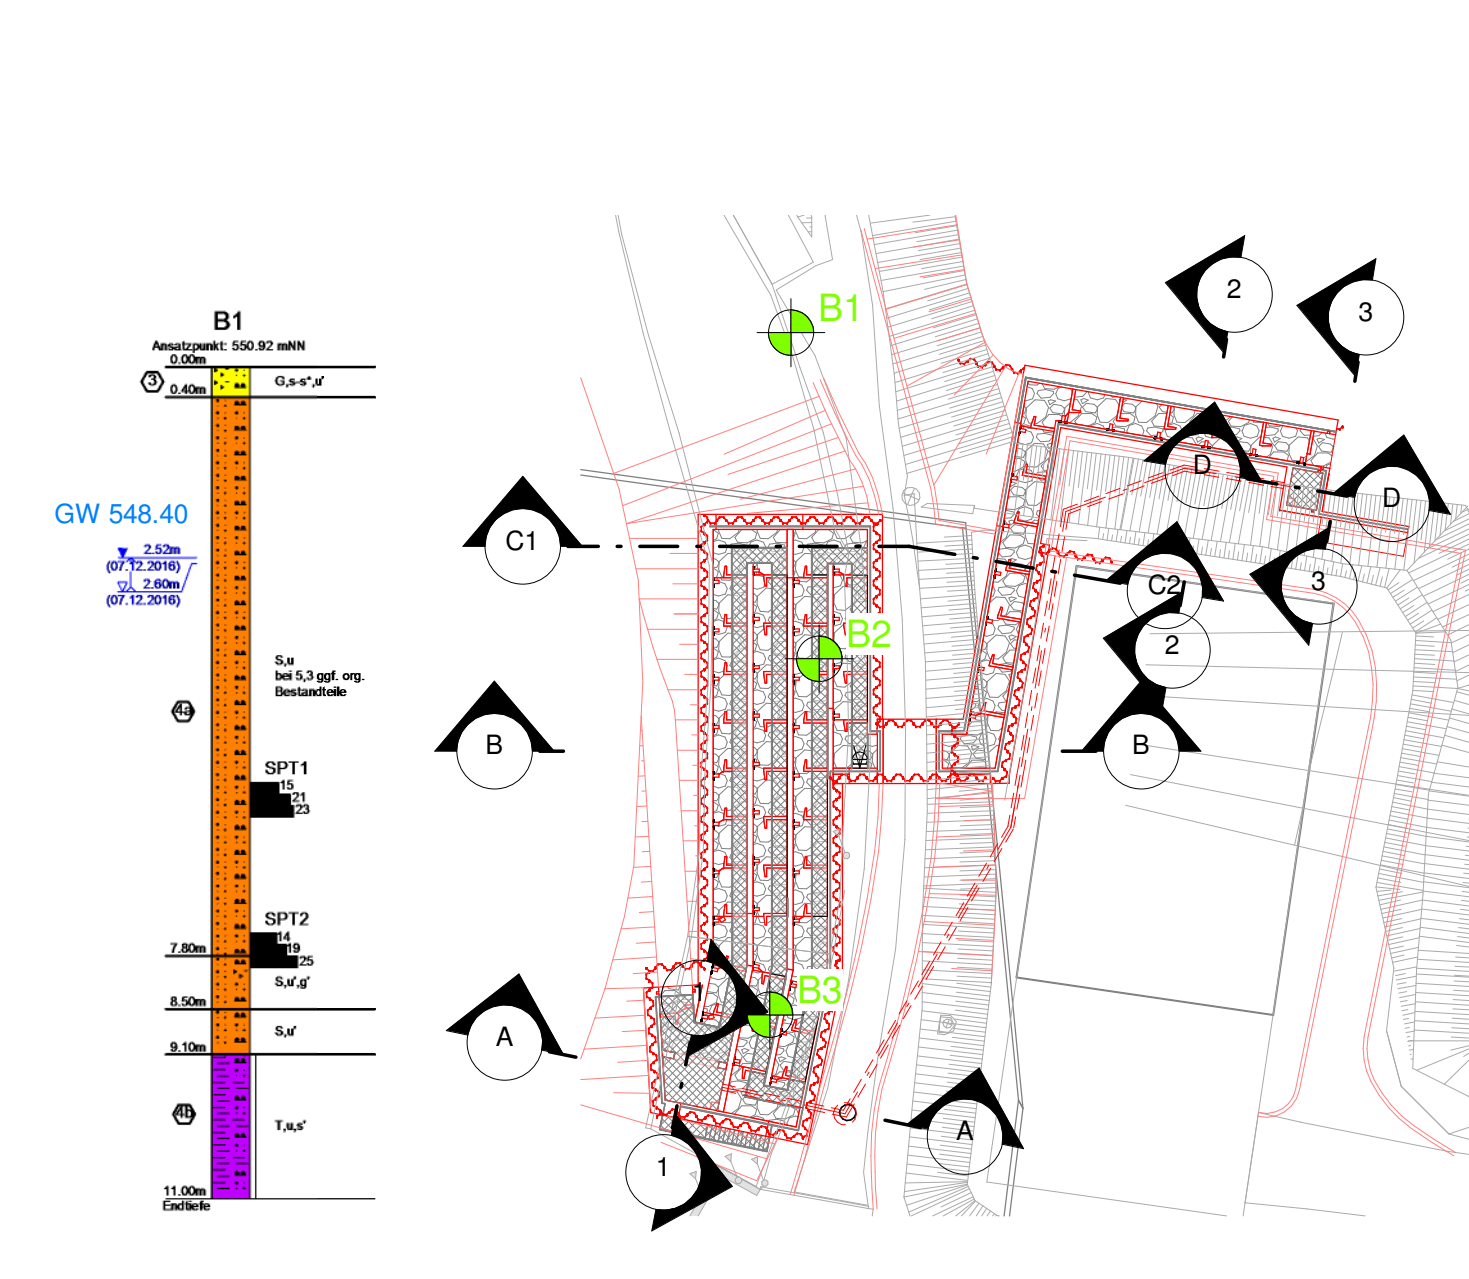 B1
Ansatzpunkt: 550.92 mNN
0.00m
3
0.40m
G,s-s*,u'
GW 548.40
2.52m
(07.12.2016)
2.60m
(07.12.2016)
S,u
bei 5,3 ggf. org.
Bestandteile
4a
SPT1
15
21
23
SPT2
14
19
25
7.80m
S,u',g'
8.50m
S,u'
9.10m
4b
T,u,s'
11.00m
Endtiefe
B1
2
3
D
D
C1
C2
3
B2
2
B
B
1
B3
A
A
1